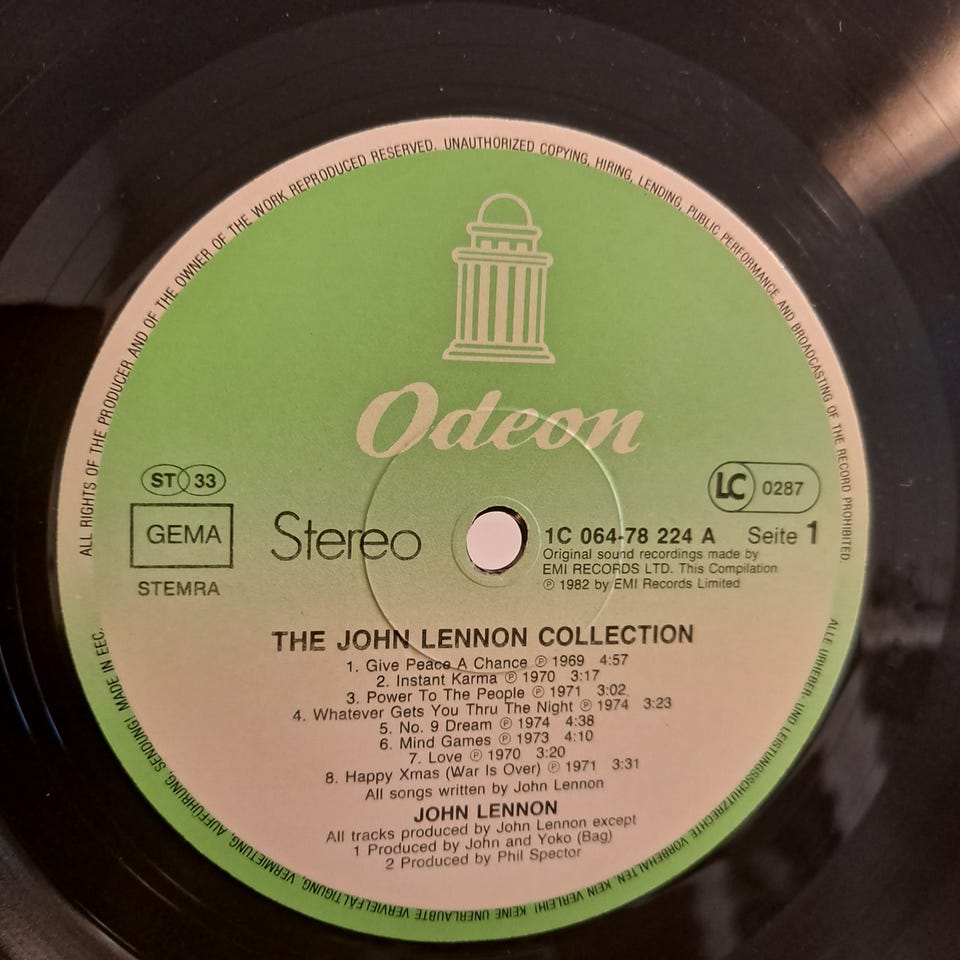 ALL RIGHTS OF THE PRODUCER AND OF THE OWNER OF THE WORK REPRODUCED RESERVED. UNAUTHORIZED COPYING, HIRING, LENDING, PUBLIC PERFORMANCE AND BROADCASTING OF THE RECORD PROHIBITED.
Odeon
ST 33
GEMA
STEMRA
Stereo
LC 0287
1C 064-78 224 A Seite 1
Original sound recordings made by
EMI RECORDS LTD. This Compilation
℗ 1982 by EMI Records Limited
THE JOHN LENNON COLLECTION
1. Give Peace A Chance ℗ 1969 4:57
2. Instant Karma ℗ 1970 3:17
3. Power To The People ℗ 1971 3:02
4. Whatever Gets You Thru The Night ℗ 1974 3:23
5. No. 9 Dream ℗ 1974 4:38
6. Mind Games ℗ 1973 4:10
7. Love ℗ 1970 3:20
8. Happy Xmas (War Is Over) ℗ 1971 3:31
All songs written by John Lennon
JOHN LENNON
All tracks produced by John Lennon except
1 Produced by John and Yoko (Bag)
2 Produced by Phil Spector
ALLE URHEBER- UND LEISTUNGSSCHUTZRECHTE VORBEHALTEN. KEIN VERLEIH! KEINE UNERLAUBTE VERVIELFÄLTIGUNG, VERMIETUNG, AUFFÜHRUNG, SENDUNG! MADE IN EEC.